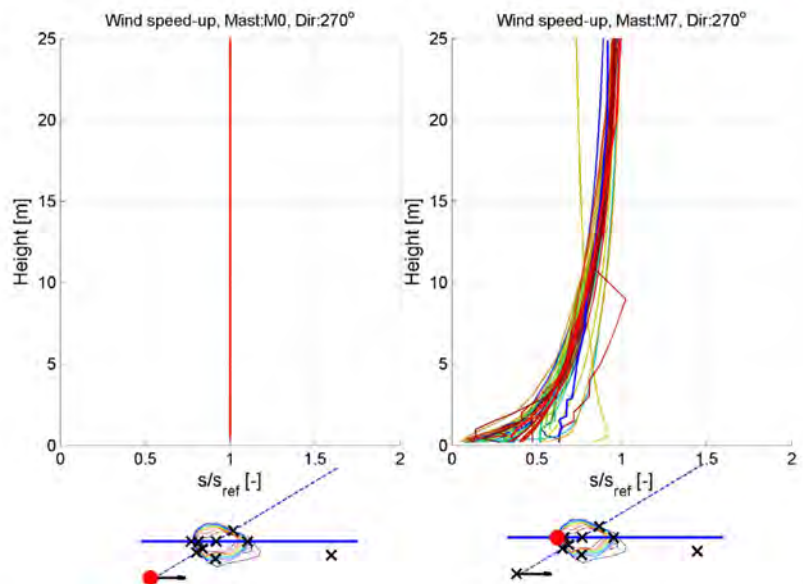 Wind speed-up, Mast:M0, Dir:270°
25
20
15
10
5
0
Height [m]
0 0.5 1 1.5 2
s/s_ref [-]
Wind speed-up, Mast:M7, Dir:270°
25
20
15
10
5
0
Height [m]
0 0.5 1 1.5 2
s/s_ref [-]